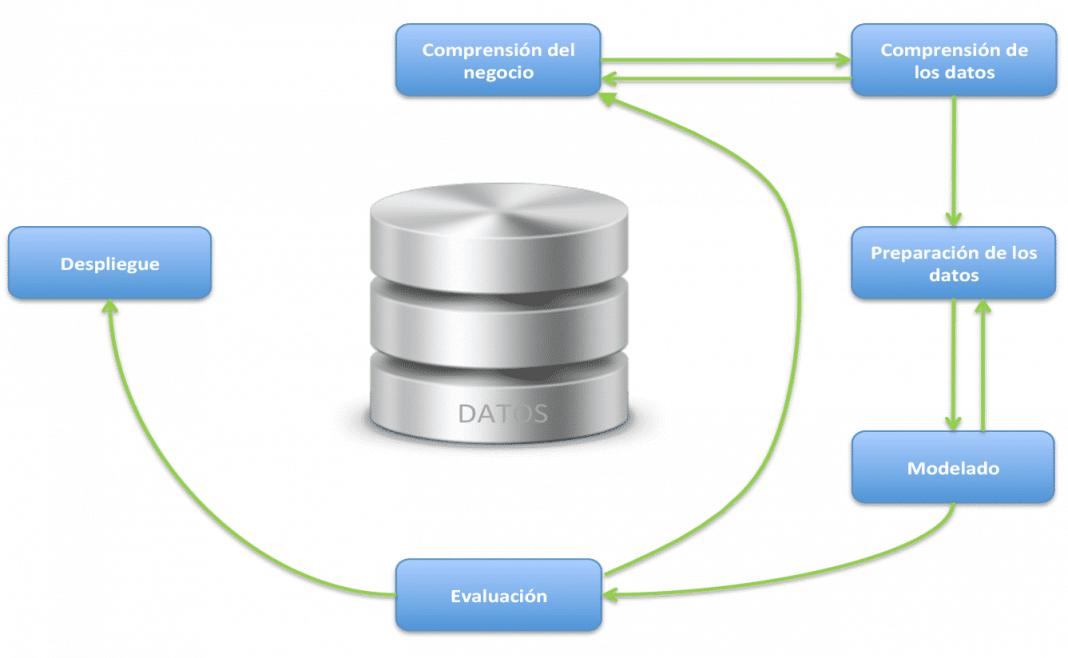 Comprensión del
negocio
Comprensión de
los datos
Despliegue
Preparación de los
datos
DATOS
Modelado
Evaluación